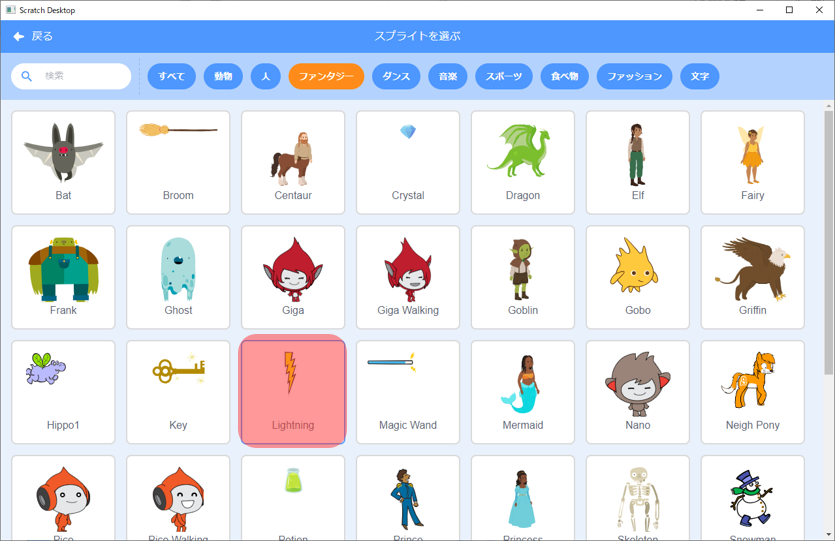 Scratch Desktop
戻る
スプライトを選ぶ
検索
すべて 動物 人 ファンタジー ダンス 音楽 スポーツ 食べ物 ファッション 文字
Bat Broom Centaur Crystal Dragon Elf Fairy
Frank Ghost Giga Giga Walking Goblin Gobo Griffin
Hippo1 Key Lightning Magic Wand Mermaid Nano Neigh Pony
Rico Rico Walking Potion Prince Princess Skeleton Snowman